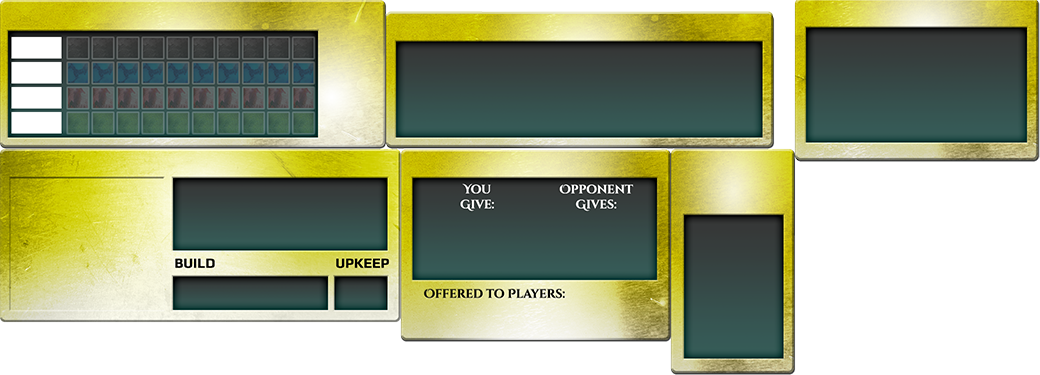 YOU
GIVE:
OPPONENT
GIVES:
BUILD
UPKEEP
OFFERED TO PLAYERS: